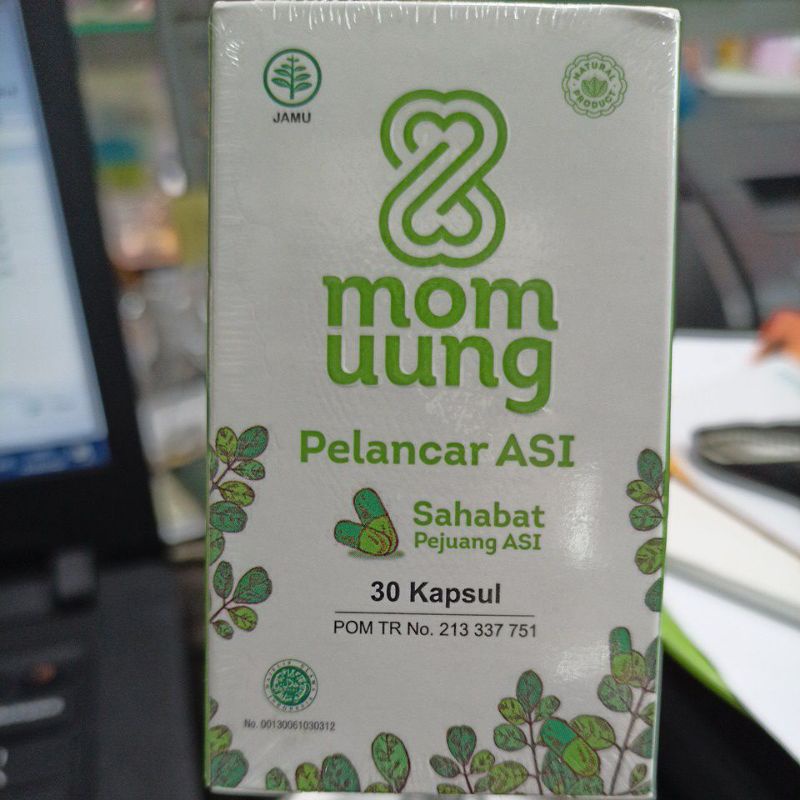 JAMU
NATURAL
PRODUCT
mom
uung
Pelancar ASI
Sahabat
Pejuang ASI
30 Kapsul
POM TR No. 213 337 751
No. 00130061030312